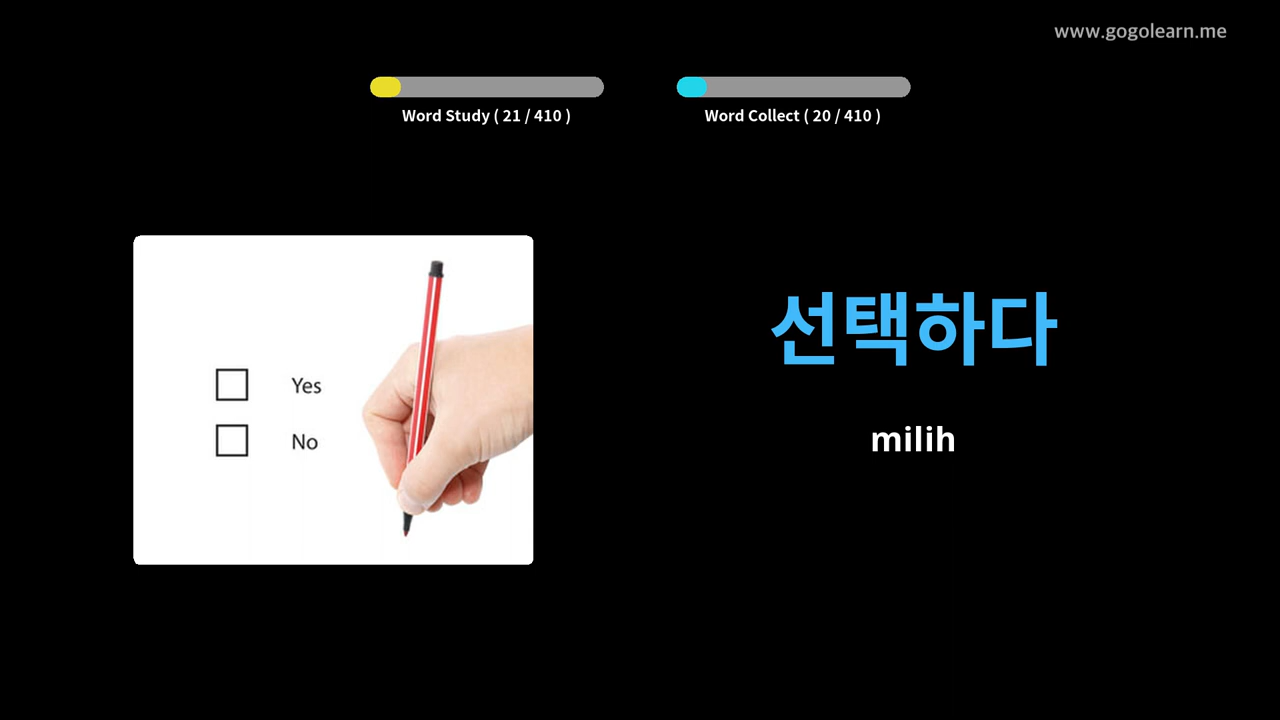 www.gogolearn.me
Word Study ( 21 / 410 )
Word Collect ( 20 / 410 )
Yes
No
선택하다
milih